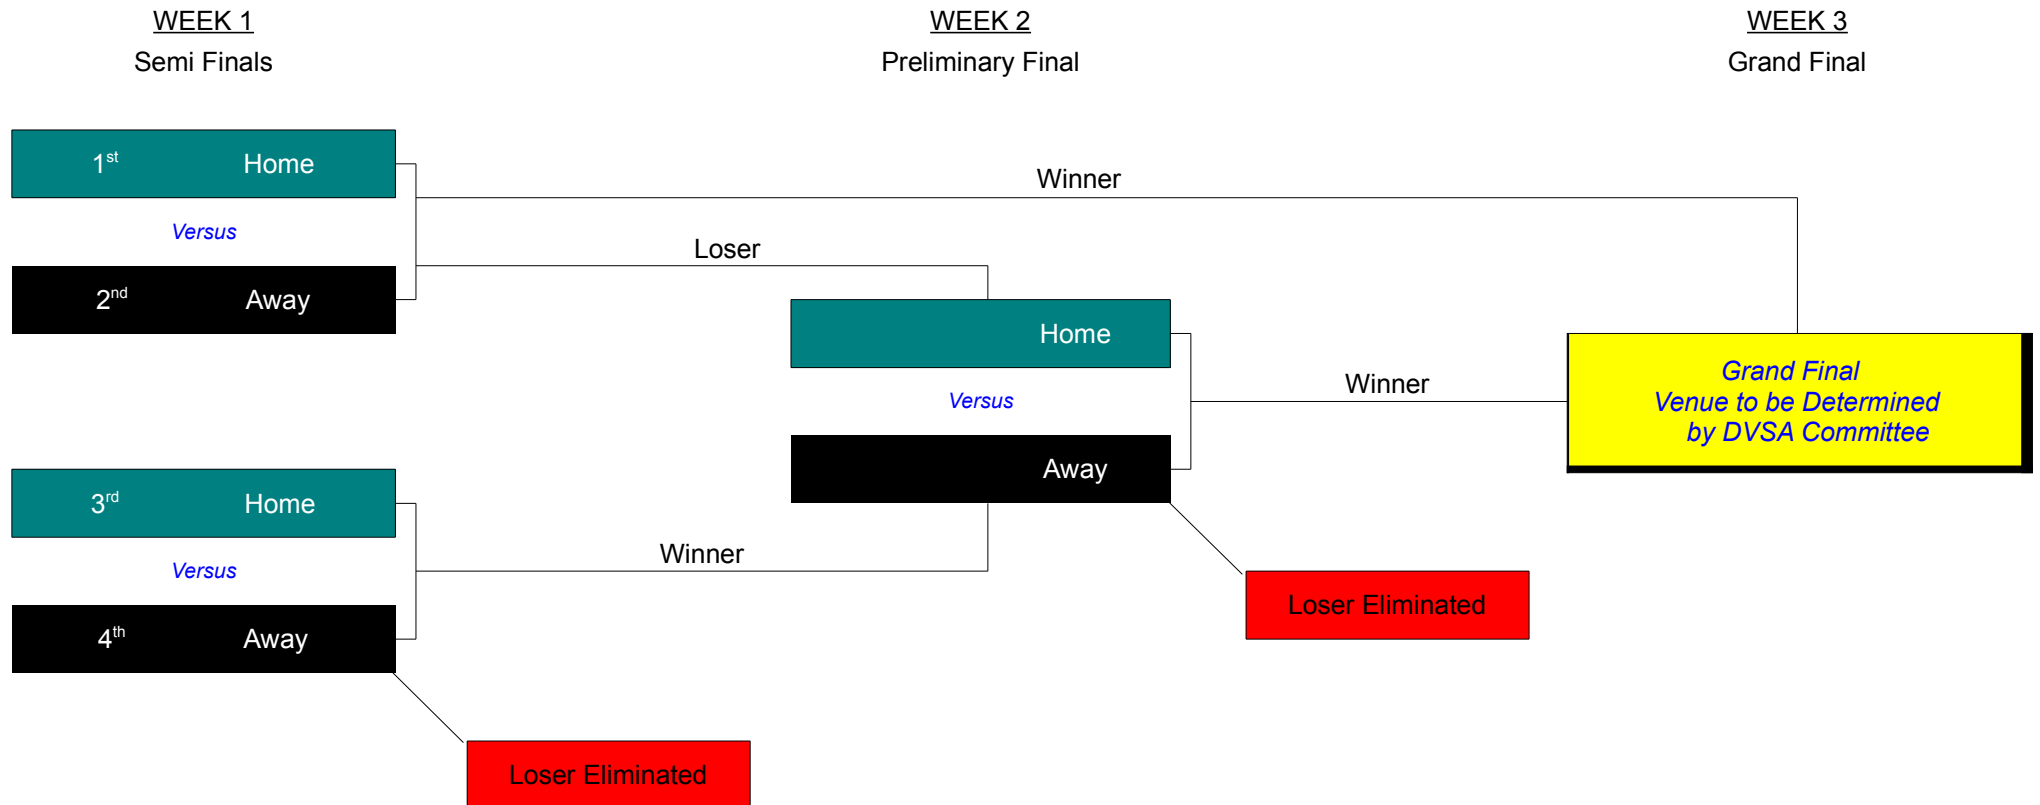 WEEK 1
Semi Finals
WEEK 2
Preliminary Final
WEEK 3
Grand Final
1st Home
Versus
2nd Away
Winner
Loser
Home
Versus
Away
Winner
Grand Final
Venue to be Determined
by DVSA Committee
3rd Home
Versus
4th Away
Winner
Loser Eliminated
Loser Eliminated